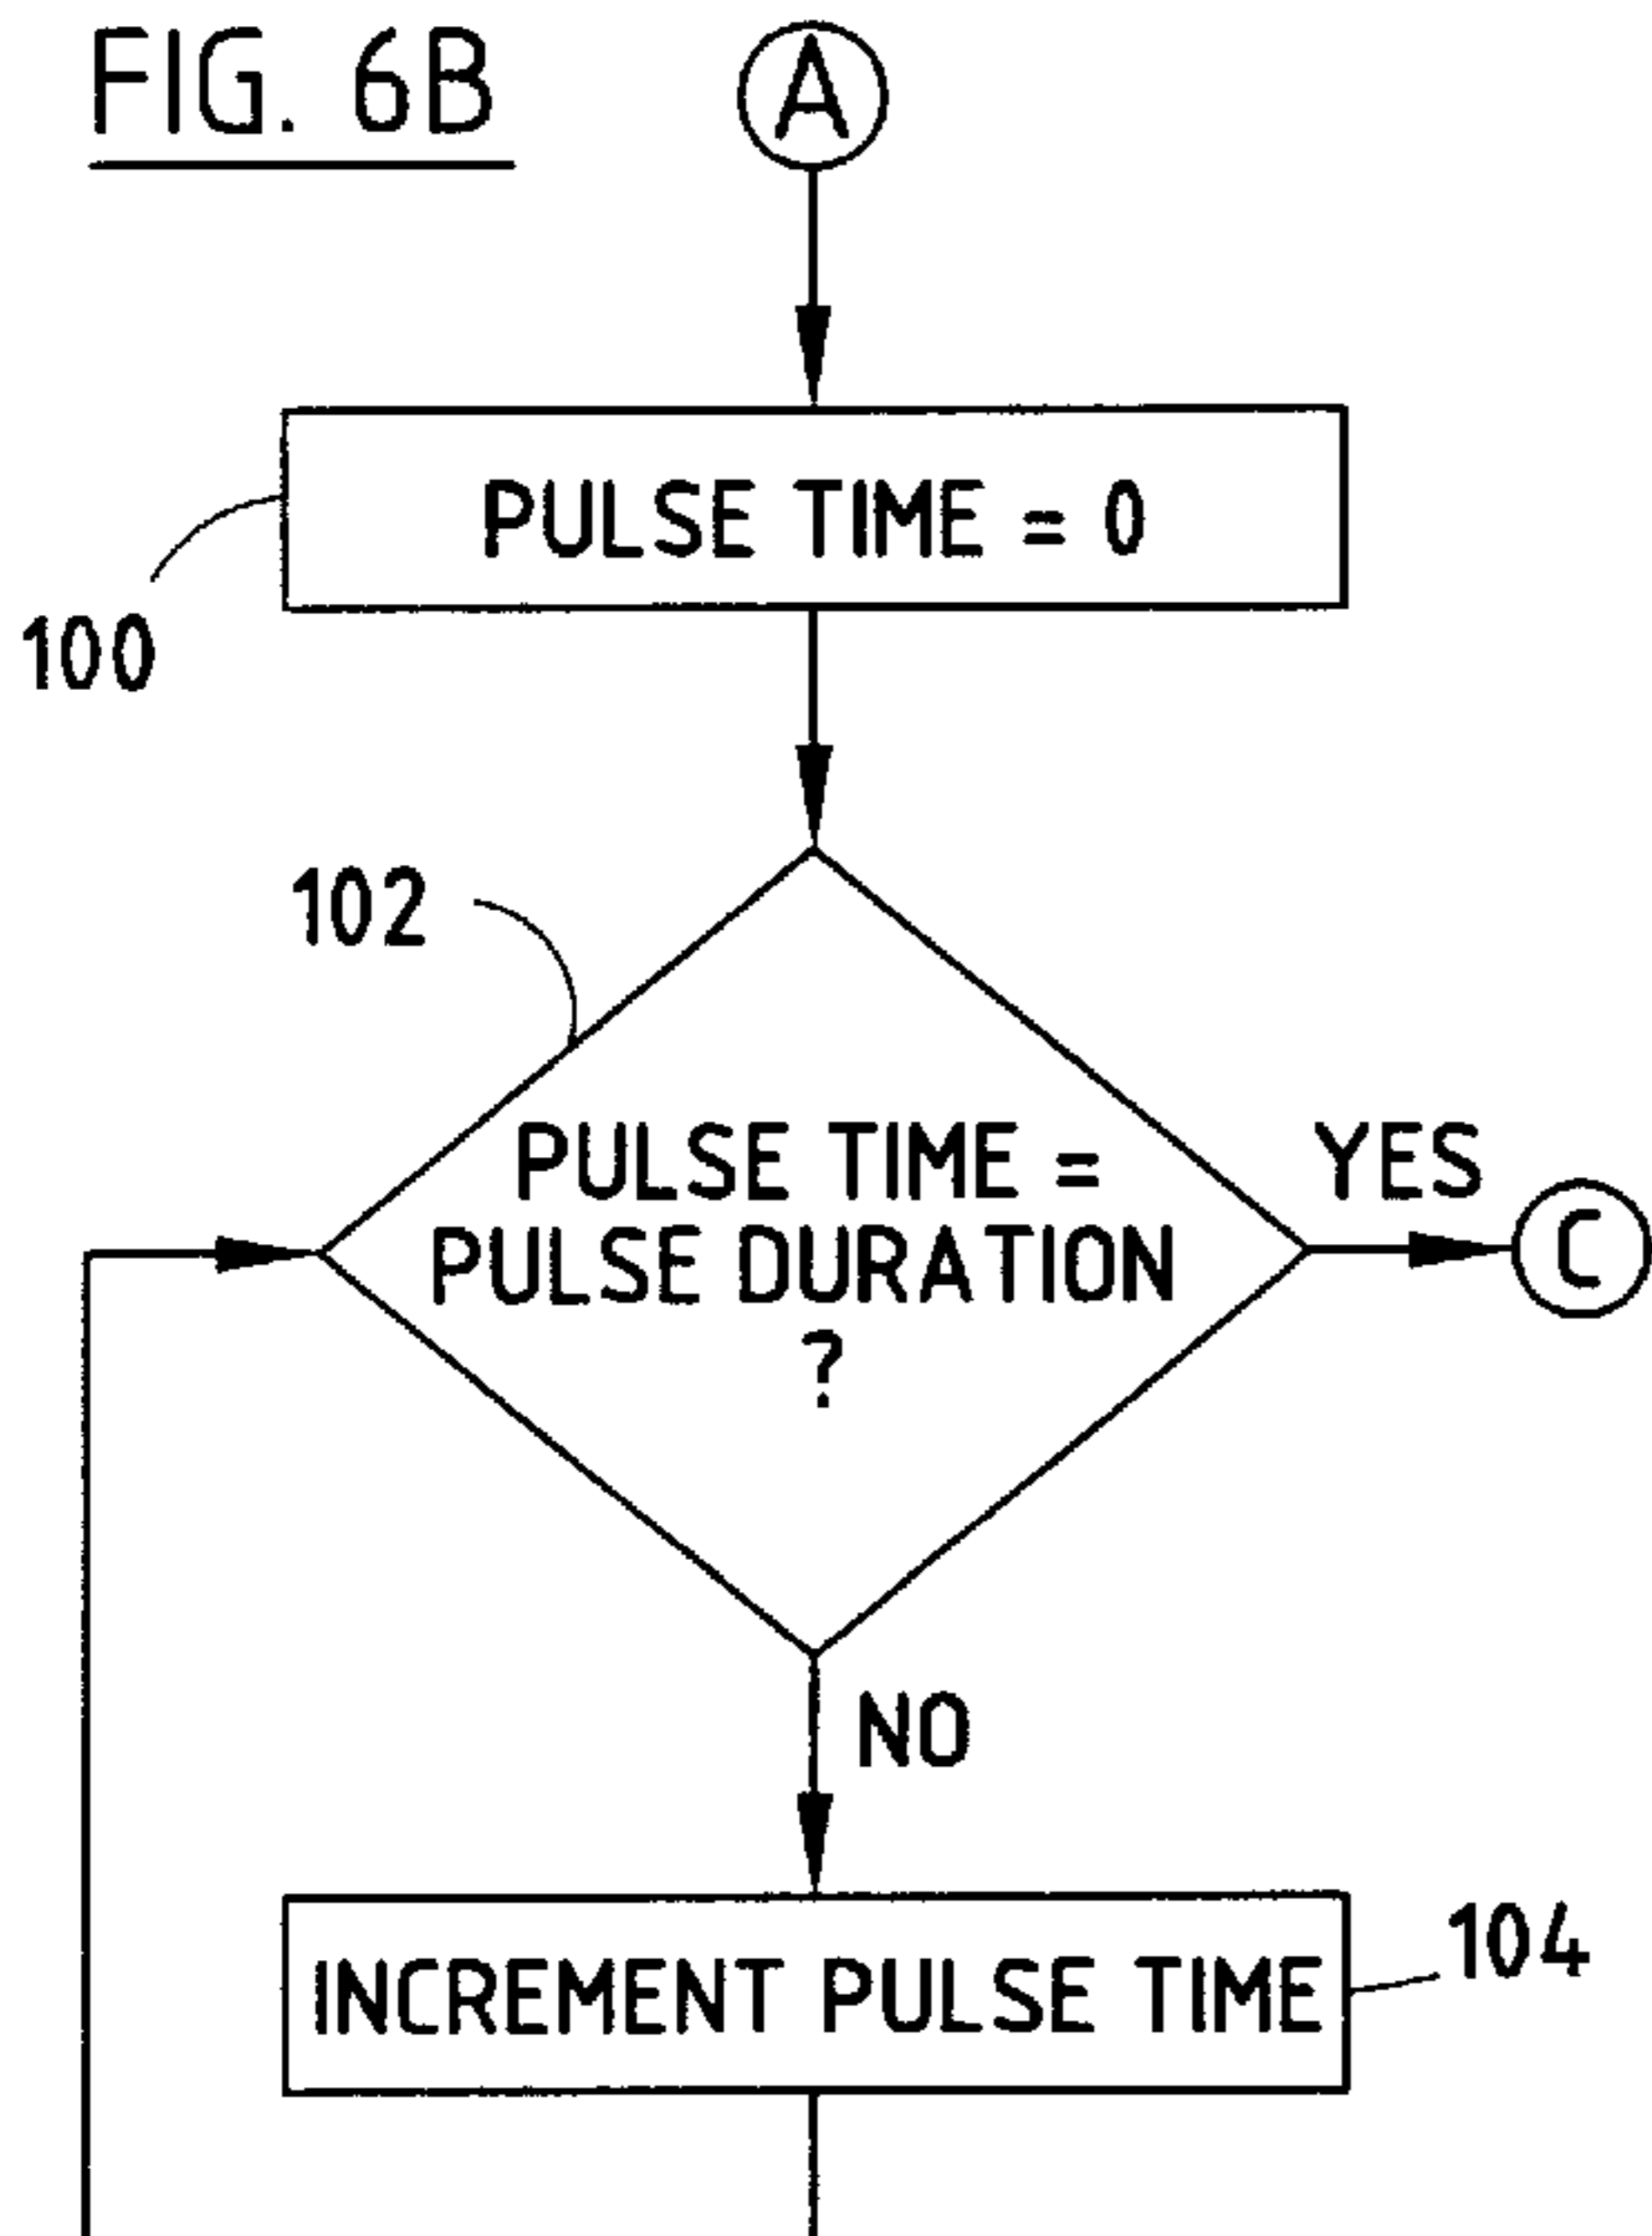 FIG. 6B
A
PULSE TIME = 0
100
102
PULSE TIME =
PULSE DURATION
?
YES
C
NO
INCREMENT PULSE TIME
104